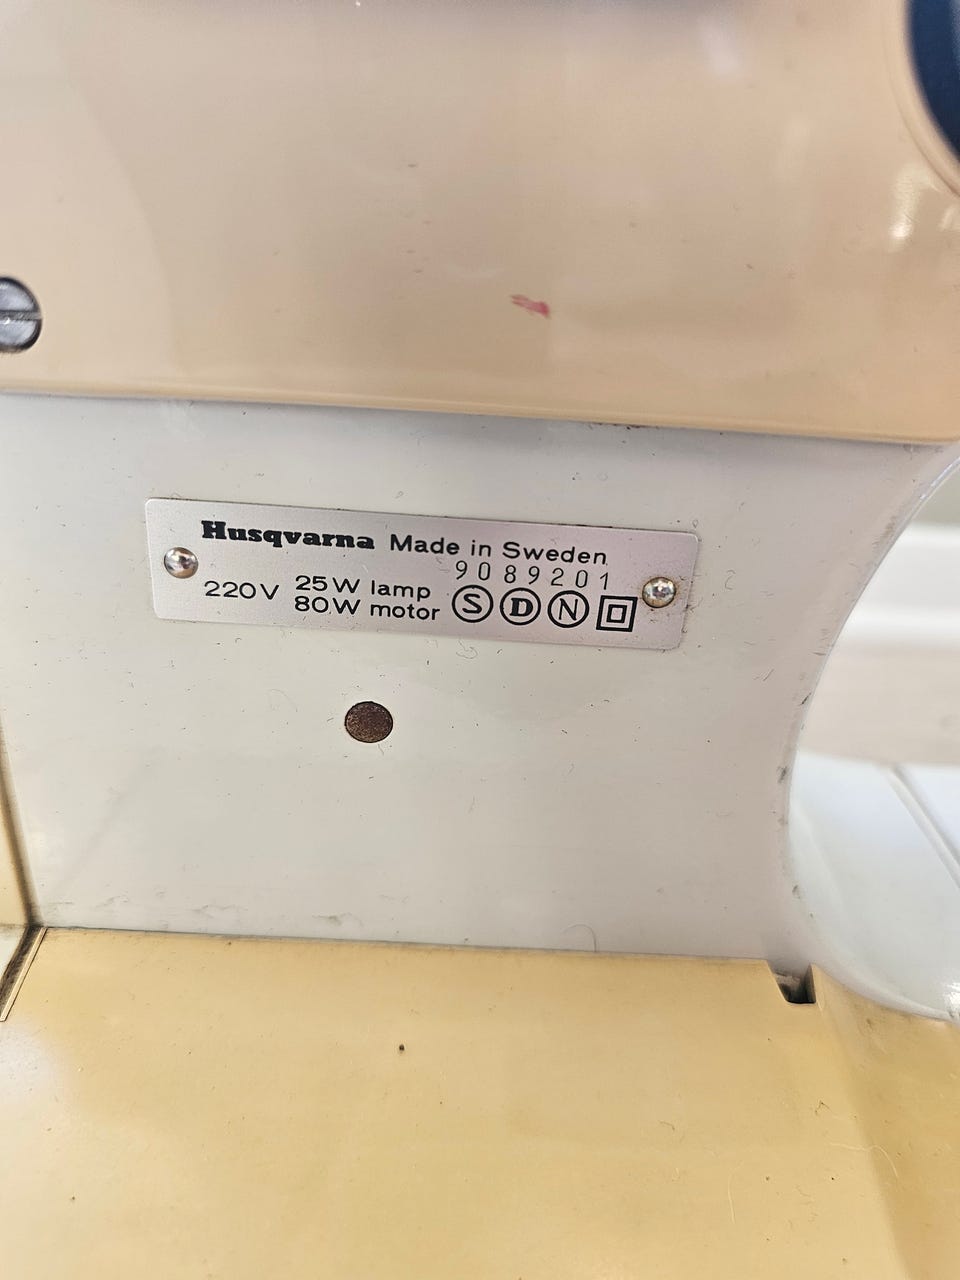 Husqvarna Made in Sweden
9089201
220V 25W lamp
80W motor S D N